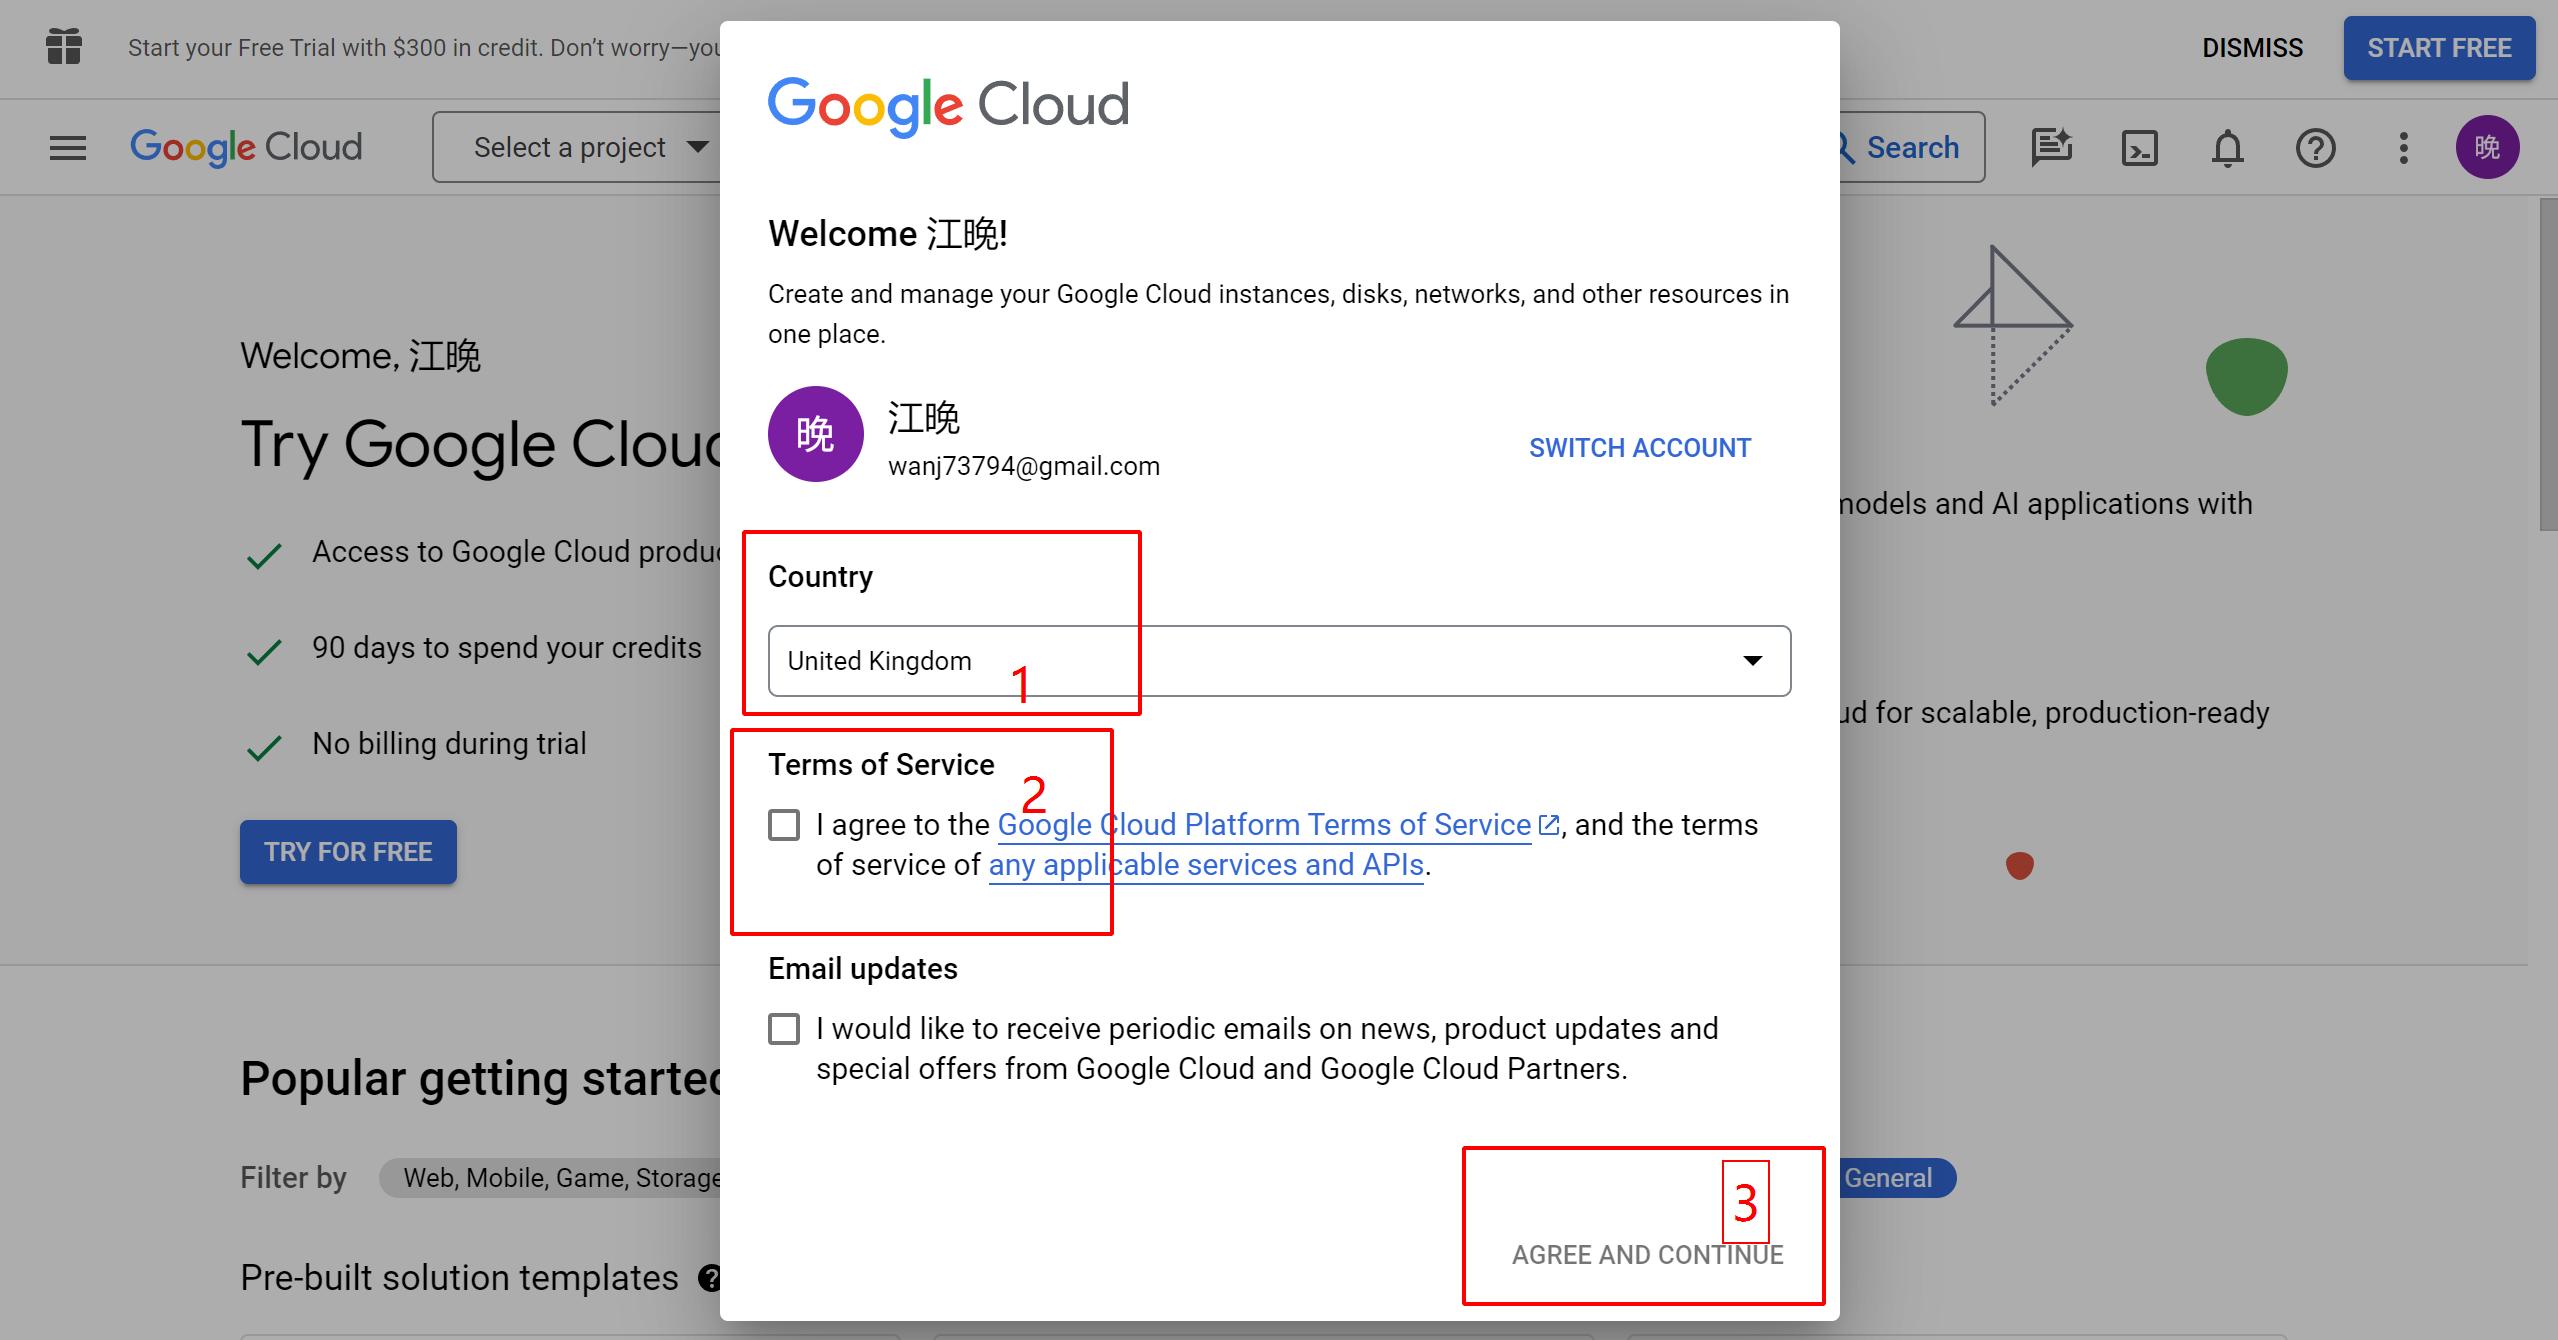 Start your Free Trial with $300 in credit. Don't worry—you
DISMISS
START FREE
Google Cloud
Select a project
Search
晚
Welcome, 江晚
Try Google Cloud
Access to Google Cloud produc
90 days to spend your credits
No billing during trial
TRY FOR FREE
Popular getting started
Filter by
Web, Mobile, Game, Storage
Pre-built solution templates
?
Google Cloud
Welcome 江晚!
Create and manage your Google Cloud instances, disks, networks, and other resources in
one place.
晚
江晚
wanj73794@gmail.com
SWITCH ACCOUNT
Country
United Kingdom
1
Terms of Service
2
I agree to the Google Cloud Platform Terms of Service, and the terms
of service of any applicable services and APIs.
Email updates
I would like to receive periodic emails on news, product updates and
special offers from Google Cloud and Google Cloud Partners.
3
AGREE AND CONTINUE
models and AI applications with
ud for scalable, production-ready
General